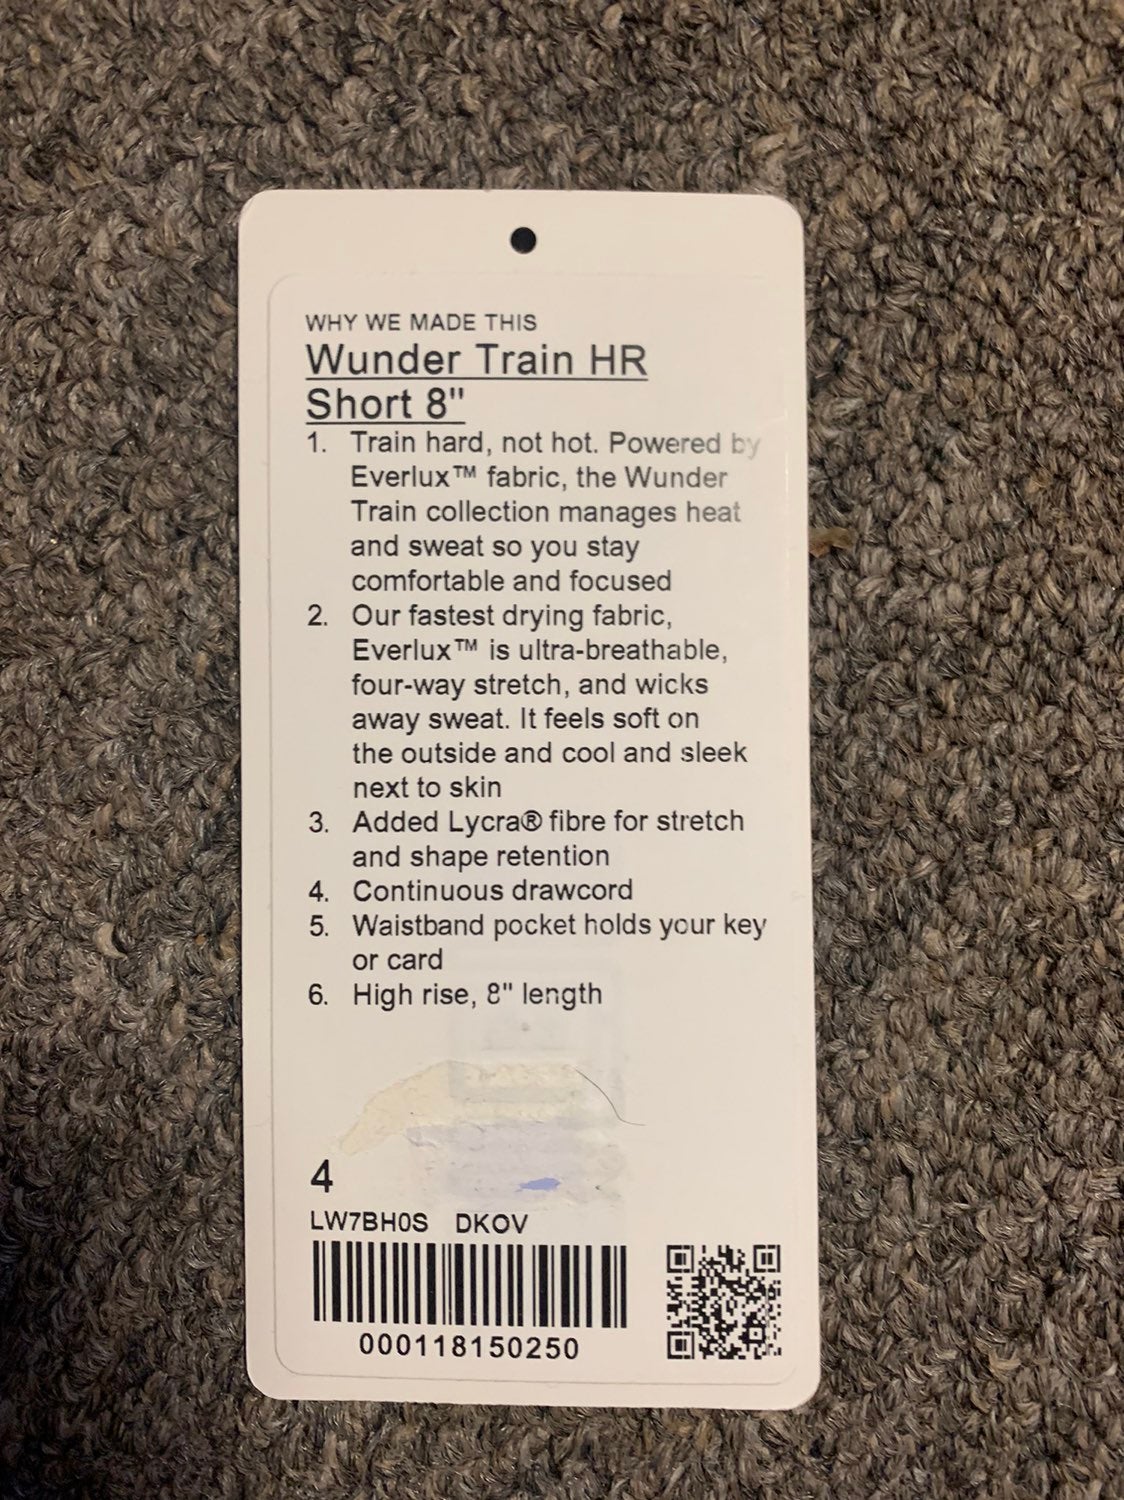 WHY WE MADE THIS
Wunder Train HR
Short 8"
1. Train hard, not hot. Powered by
Everlux™ fabric, the Wunder
Train collection manages heat
and sweat so you stay
comfortable and focused
2. Our fastest drying fabric,
Everlux™ is ultra-breathable,
four-way stretch, and wicks
away sweat. It feels soft on
the outside and cool and sleek
next to skin
3. Added Lycra® fibre for stretch
and shape retention
4. Continuous drawcord
5. Waistband pocket holds your key
or card
6. High rise, 8" length
4
LW7BH0S DKOV
000118150250